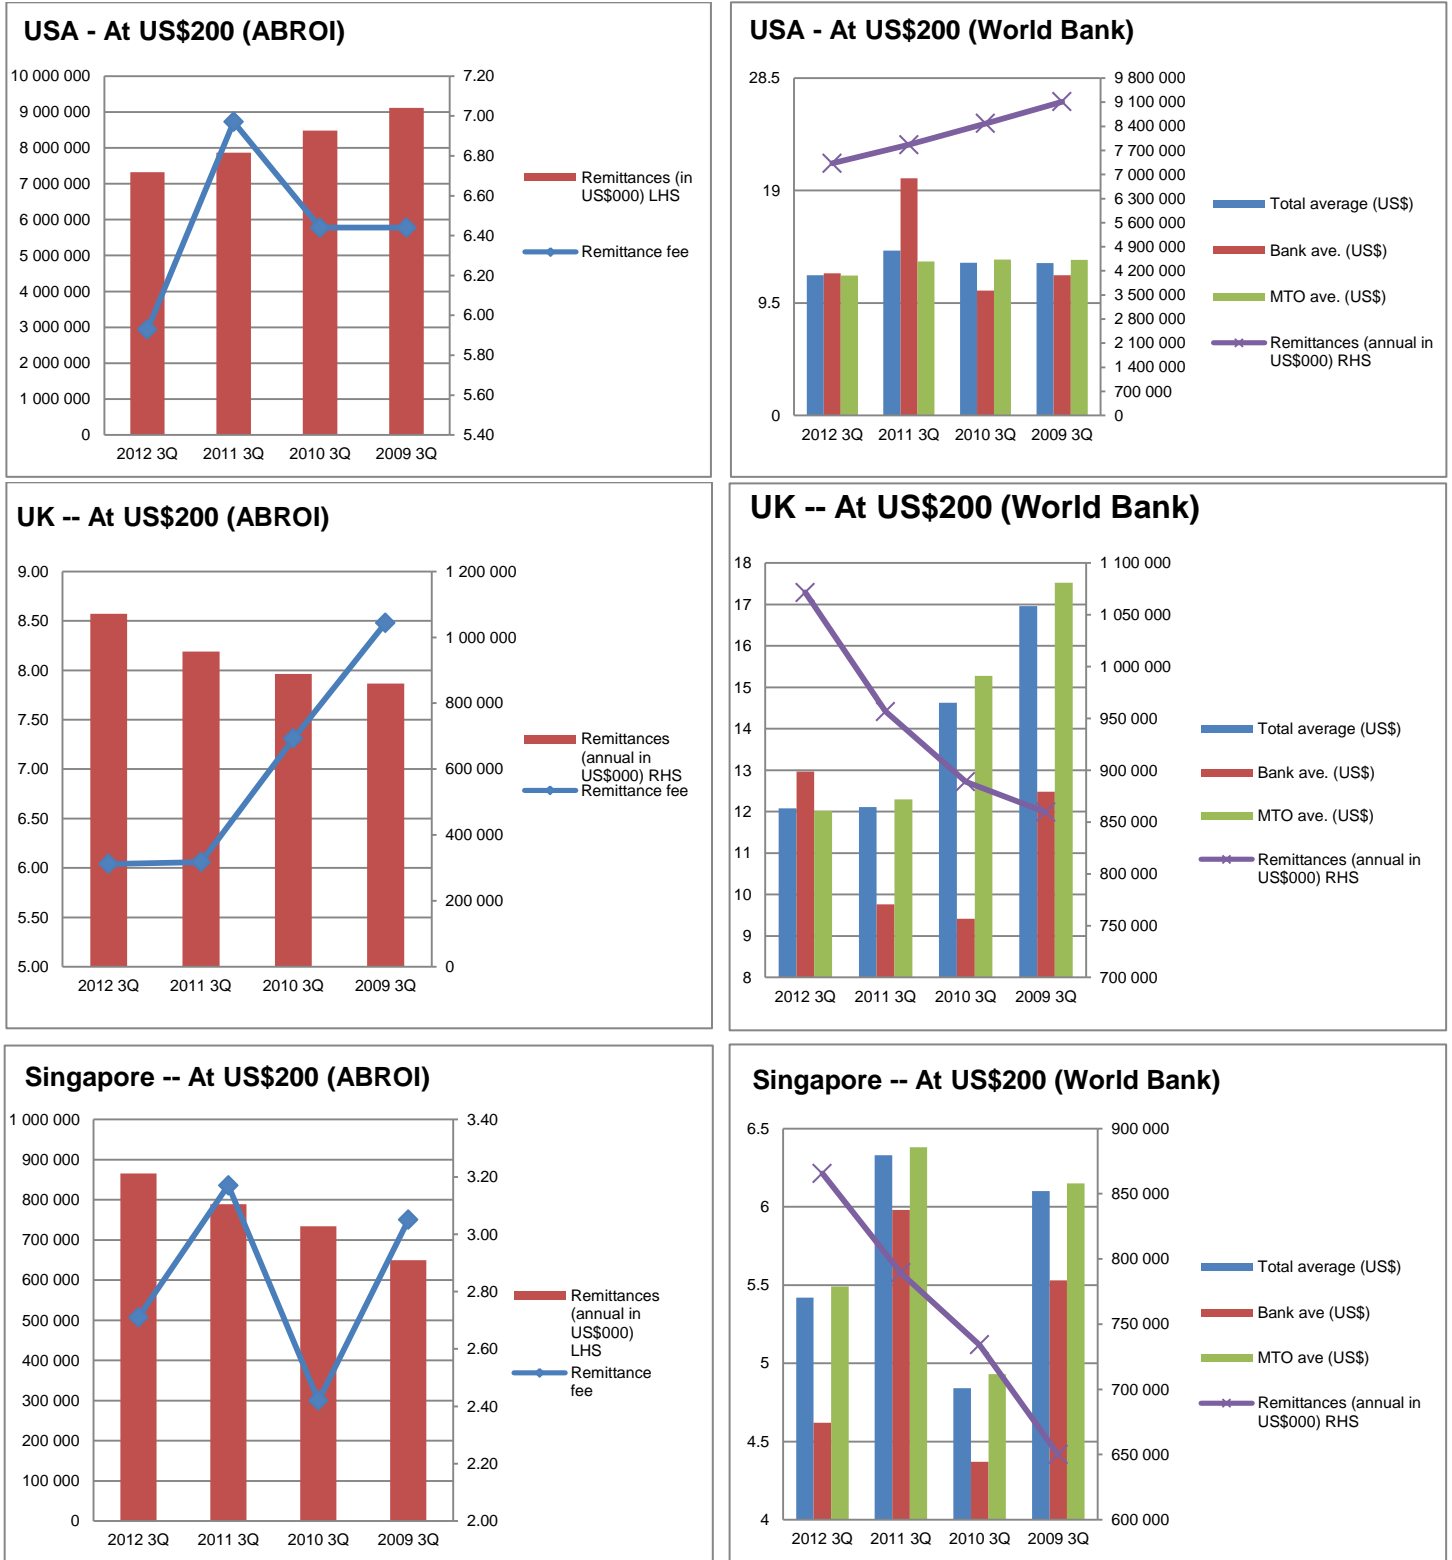 USA - At US$200 (ABROI)
10 000 000
9 000 000
8 000 000
7 000 000
6 000 000
5 000 000
4 000 000
3 000 000
2 000 000
1 000 000
0
7.20
7.00
6.80
6.60
6.40
6.20
6.00
5.80
5.60
5.40
2012 3Q 2011 3Q 2010 3Q 2009 3Q
Remittances (in
US$000) LHS
Remittance fee
USA - At US$200 (World Bank)
28.5
19
9.5
0
9 800 000
9 100 000
8 400 000
7 700 000
7 000 000
6 300 000
5 600 000
4 900 000
4 200 000
3 500 000
2 800 000
2 100 000
1 400 000
700 000
0
2012 3Q 2011 3Q 2010 3Q 2009 3Q
Total average (US$)
Bank ave. (US$)
MTO ave. (US$)
Remittances (annual in
US$000) RHS
UK -- At US$200 (ABROI)
9.00
8.50
8.00
7.50
7.00
6.50
6.00
5.50
5.00
1 200 000
1 000 000
800 000
600 000
400 000
200 000
0
2012 3Q 2011 3Q 2010 3Q 2009 3Q
Remittances
(annual in
US$000) RHS
Remittance fee
UK -- At US$200 (World Bank)
18
17
16
15
14
13
12
11
10
9
8
1 100 000
1 050 000
1 000 000
950 000
900 000
850 000
800 000
750 000
700 000
2012 3Q 2011 3Q 2010 3Q 2009 3Q
Total average (US$)
Bank ave. (US$)
MTO ave. (US$)
Remittances (annual in
US$000) RHS
Singapore -- At US$200 (ABROI)
1 000 000
900 000
800 000
700 000
600 000
500 000
400 000
300 000
200 000
100 000
0
3.40
3.20
3.00
2.80
2.60
2.40
2.20
2.00
2012 3Q 2011 3Q 2010 3Q 2009 3Q
Remittances
(annual in
US$000)
LHS
Remittance
fee
Singapore -- At US$200 (World Bank)
6.5
6
5.5
5
4.5
4
900 000
850 000
800 000
750 000
700 000
650 000
600 000
2012 3Q 2011 3Q 2010 3Q 2009 3Q
Total average (US$)
Bank ave (US$)
MTO ave (US$)
Remittances (annual in
US$000) RHS